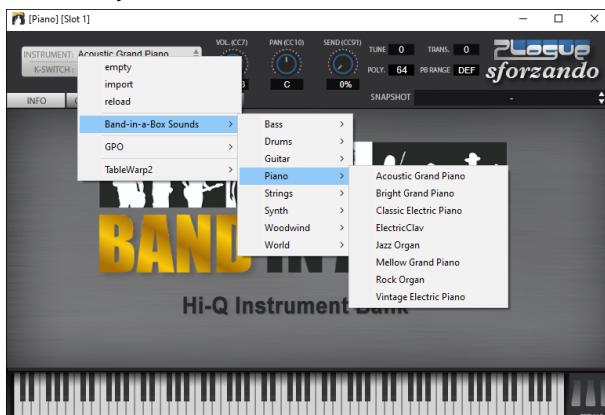 [Piano] [Slot 1]
INSTRUMENT: Acoustic Grand Piano
K-SWITCH:
VOL. (CC7)
PAN (CC10)
SEND (CC91)
C
0%
TUNE 0 TRANS. 0
POLY. 64 PB RANGE DEF
SNAPSHOT -
Plogue
sforzando
INFO
empty
import
reload
Band-in-a-Box Sounds
GPO
TableWarp2
Bass
Drums
Guitar
Piano
Strings
Synth
Woodwind
World
Acoustic Grand Piano
Bright Grand Piano
Classic Electric Piano
ElectricClav
Jazz Organ
Mellow Grand Piano
Rock Organ
Vintage Electric Piano
BAND IN A
Hi-Q Instrument Bank